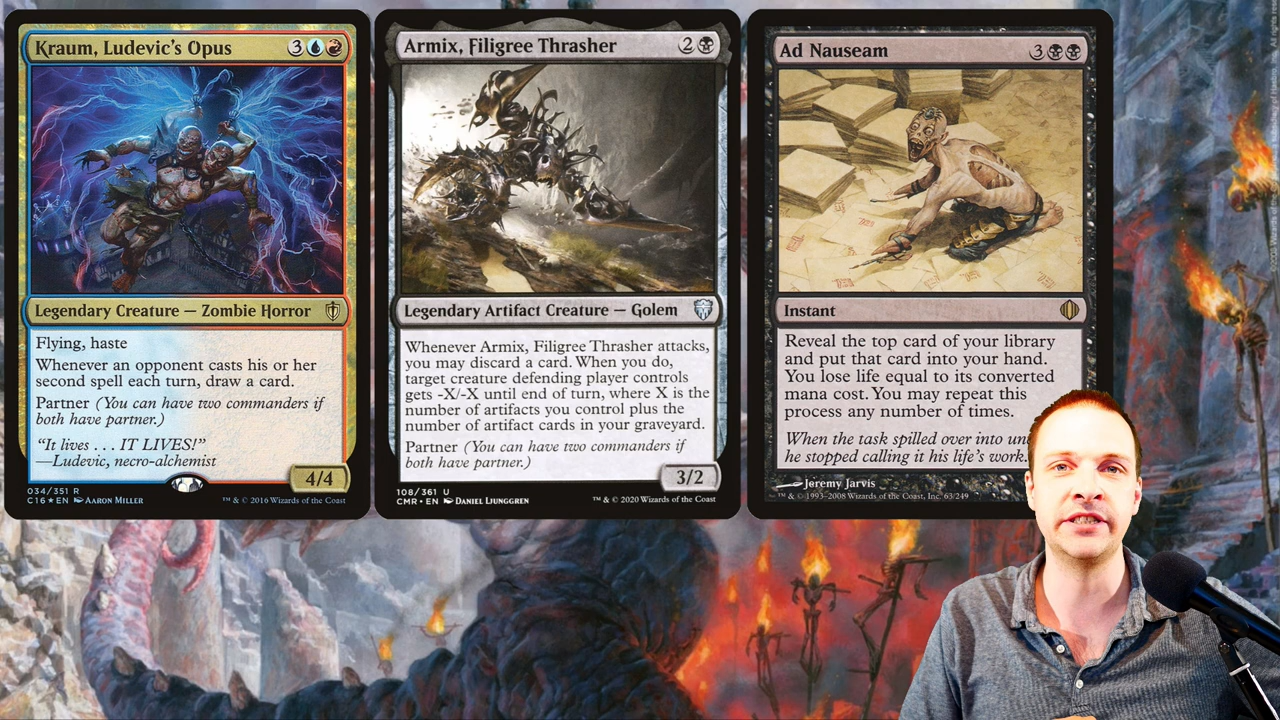 Kraum, Ludevic's Opus 3
Legendary Creature — Zombie Horror
Flying, haste
Whenever an opponent casts his or her
second spell each turn, draw a card.
Partner (You can have two commanders if
both have partner.)
"It lives . . . IT LIVES!"
—Ludevic, necro-alchemist
4/4
034/351 R
C16 ★ EN AARON MILLER
™ & © 2016 Wizards of the Coast
Armix, Filigree Thrasher 2
Legendary Artifact Creature — Golem
Whenever Armix, Filigree Thrasher attacks,
you may discard a card. When you do,
target creature defending player controls
gets -X/-X until end of turn, where X is the
number of artifacts you control plus the
number of artifact cards in your graveyard.
Partner (You can have two commanders if
both have partner.)
3/2
108/361 U
CMR • EN DANIEL LJUNGGREN
™ & © 2020 Wizards of the Coast
Ad Nauseam 3
Instant
Reveal the top card of your library
and put that card into your hand.
You lose life equal to its converted
mana cost. You may repeat this
process any number of times.
When the task spilled over into
he stopped calling it his life's work.
Jeremy Jarvis
™ & © 1993–2008 Wizards of the Coast, Inc. 63/249